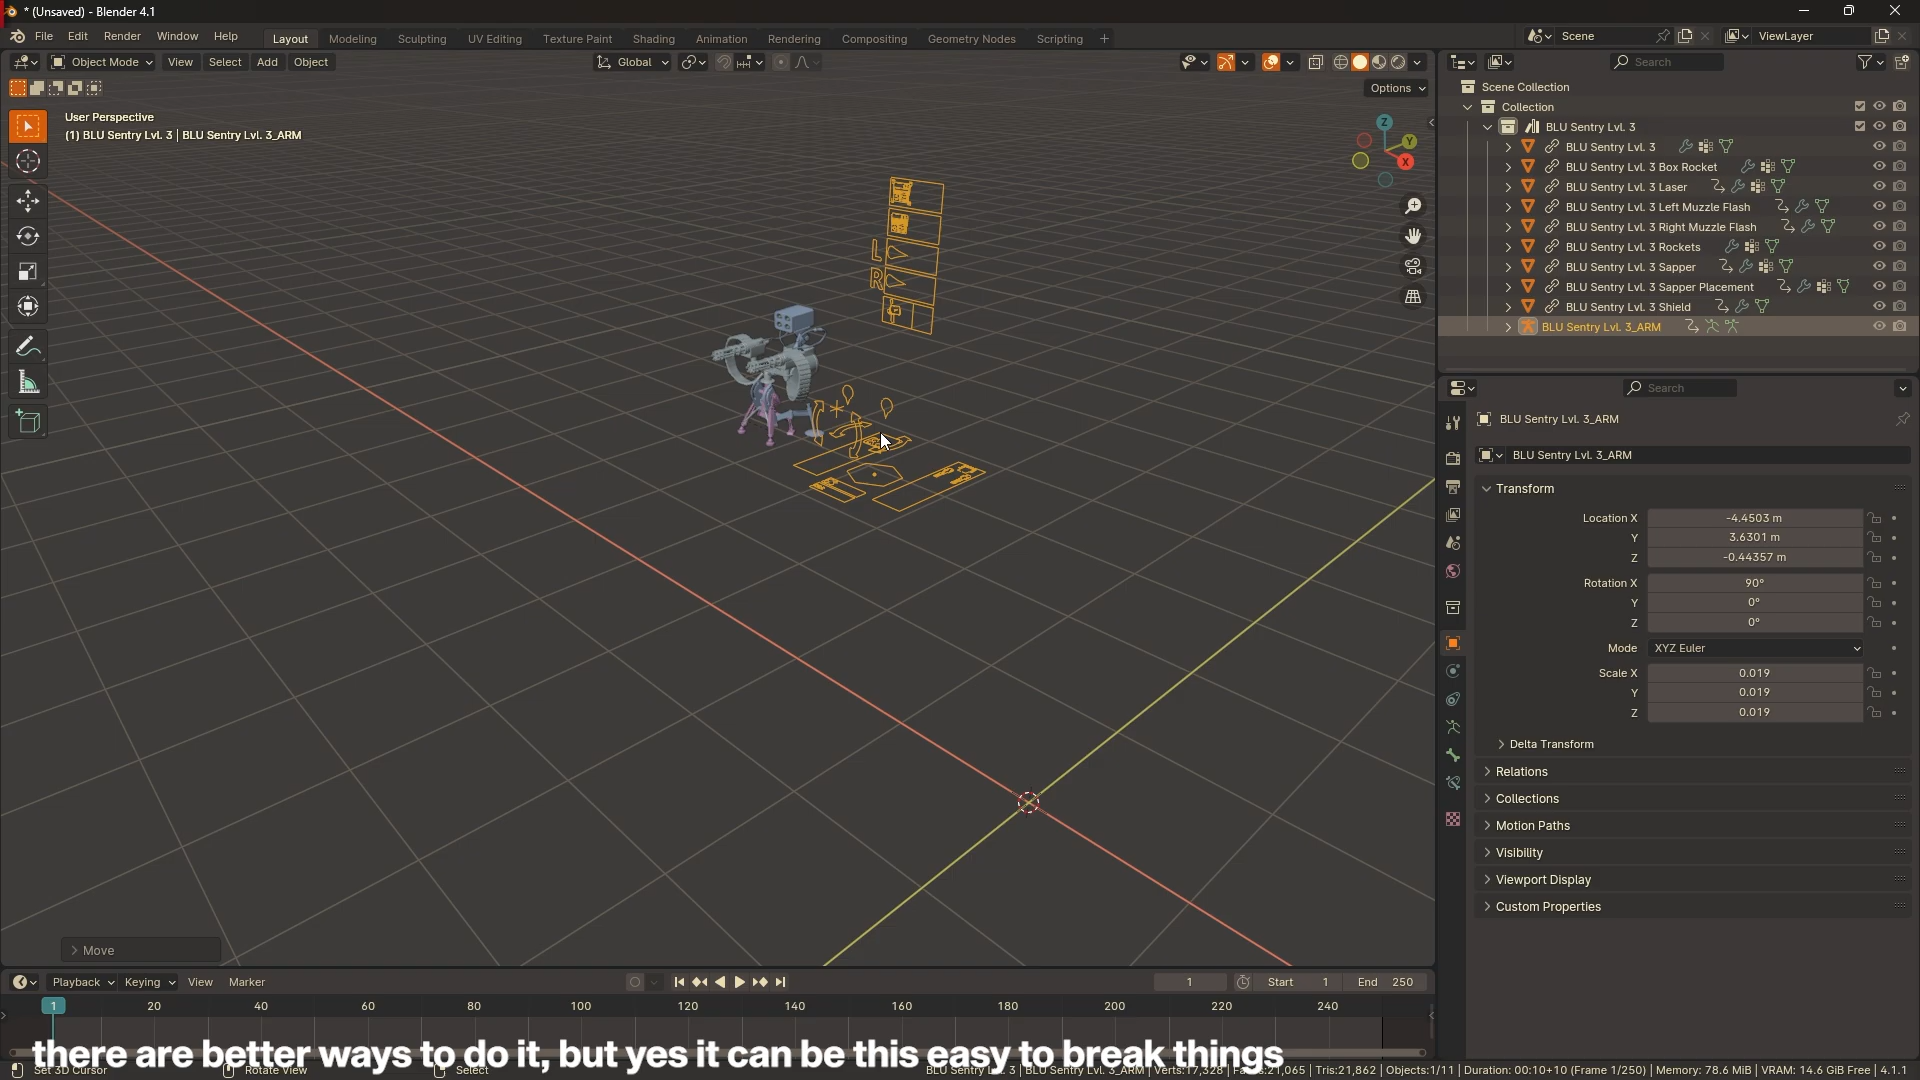 * (Unsaved) - Blender 4.1
File Edit Render Window Help Layout Modeling Sculpting UV Editing Texture Paint Shading Animation Rendering Compositing Geometry Nodes Scripting + Scene ViewLayer
Object Mode View Select Add Object Global Search
Options
User Perspective
(1) BLU Sentry Lvl. 3 | BLU Sentry Lvl. 3_ARM
Z
Y
X
L
R
Scene Collection
Collection
BLU Sentry Lvl. 3
BLU Sentry Lvl. 3
BLU Sentry Lvl. 3 Box Rocket
BLU Sentry Lvl. 3 Laser
BLU Sentry Lvl. 3 Left Muzzle Flash
BLU Sentry Lvl. 3 Right Muzzle Flash
BLU Sentry Lvl. 3 Rockets
BLU Sentry Lvl. 3 Sapper
BLU Sentry Lvl. 3 Sapper Placement
BLU Sentry Lvl. 3 Shield
BLU Sentry Lvl. 3_ARM
Search
BLU Sentry Lvl. 3_ARM
BLU Sentry Lvl. 3_ARM
Transform
Location X -4.4503 m
Y 3.6301 m
Z -0.44357 m
Rotation X 90°
Y 0°
Z 0°
Mode XYZ Euler
Scale X 0.019
Y 0.019
Z 0.019
Delta Transform
Relations
Collections
Motion Paths
Visibility
Viewport Display
Custom Properties
Move
Playback Keying View Marker 1 Start 1 End 250
1 20 40 60 80 100 120 140 160 180 200 220 240
there are better ways to do it, but yes it can be this easy to break things
Set 3D Cursor Rotate View Select Tris:21,862 | Objects:1/11 | Duration: 00:10+10 (Frame 1/250) | Memory: 78.6 MiB | VRAM: 14.6 GiB Free | 4.1.1